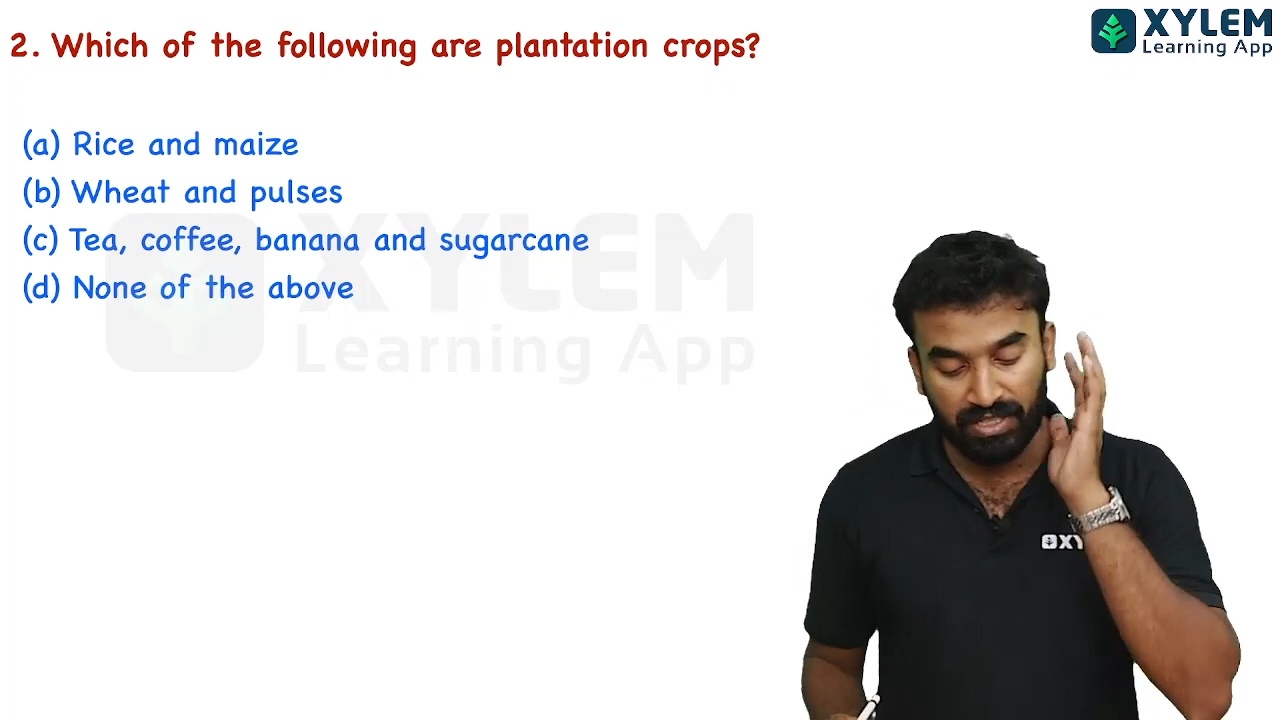 2. Which of the following are plantation crops?
XYLEM
Learning App
(a) Rice and maize
(b) Wheat and pulses
(c) Tea, coffee, banana and sugarcane
(d) None of the above
XYLEM
Learning App
XY